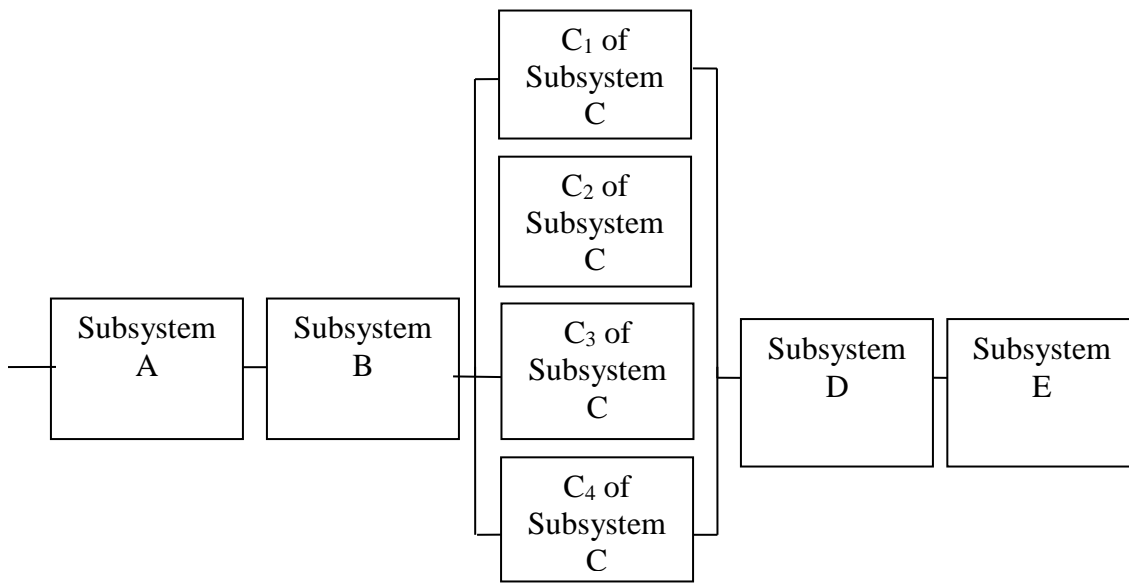 C₁ of
Subsystem
C
C₂ of
Subsystem
C
Subsystem
A
Subsystem
B
C₃ of
Subsystem
C
Subsystem
D
Subsystem
E
C₄ of
Subsystem
C